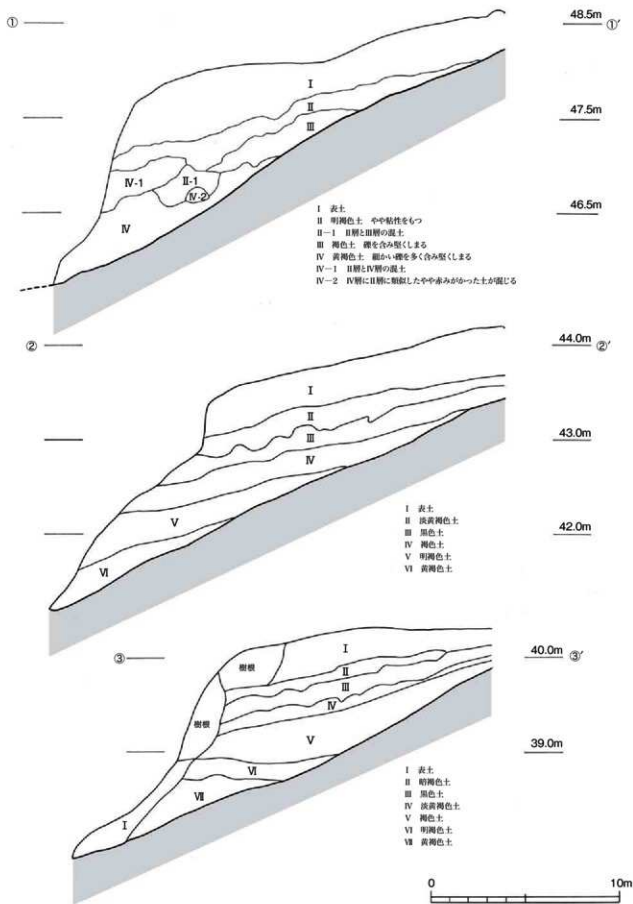 ① 48.5m ①′
Ⅰ
Ⅱ
47.5m
Ⅲ
Ⅳ-1 Ⅱ-1
Ⅳ-2
46.5m
Ⅳ
Ⅰ 表土
Ⅱ 明褐色土 やや粘性をもつ
Ⅱ-1 Ⅱ層とⅢ層の混土
Ⅲ 褐色土 礫を含み堅くしまる
Ⅳ 黄褐色土 細かい礫を多く含み堅くしまる
Ⅳ-1 Ⅱ層とⅣ層の混土
Ⅳ-2 Ⅳ層にⅡ層に類似したやや赤みがかった土が混じる
② 44.0m ②′
Ⅰ
Ⅱ
Ⅲ 43.0m
Ⅳ
Ⅴ
42.0m
Ⅵ
Ⅰ 表土
Ⅱ 淡黄褐色土
Ⅲ 黒色土
Ⅳ 褐色土
Ⅴ 明褐色土
Ⅵ 黄褐色土
③ 40.0m ③′
Ⅰ
樹根
Ⅱ
Ⅲ
Ⅳ
樹根
Ⅴ
39.0m
Ⅵ
Ⅶ
Ⅰ
Ⅰ 表土
Ⅱ 暗褐色土
Ⅲ 黒色土
Ⅳ 淡黄褐色土
Ⅴ 褐色土
Ⅵ 明褐色土
Ⅶ 黄褐色土
0 10m